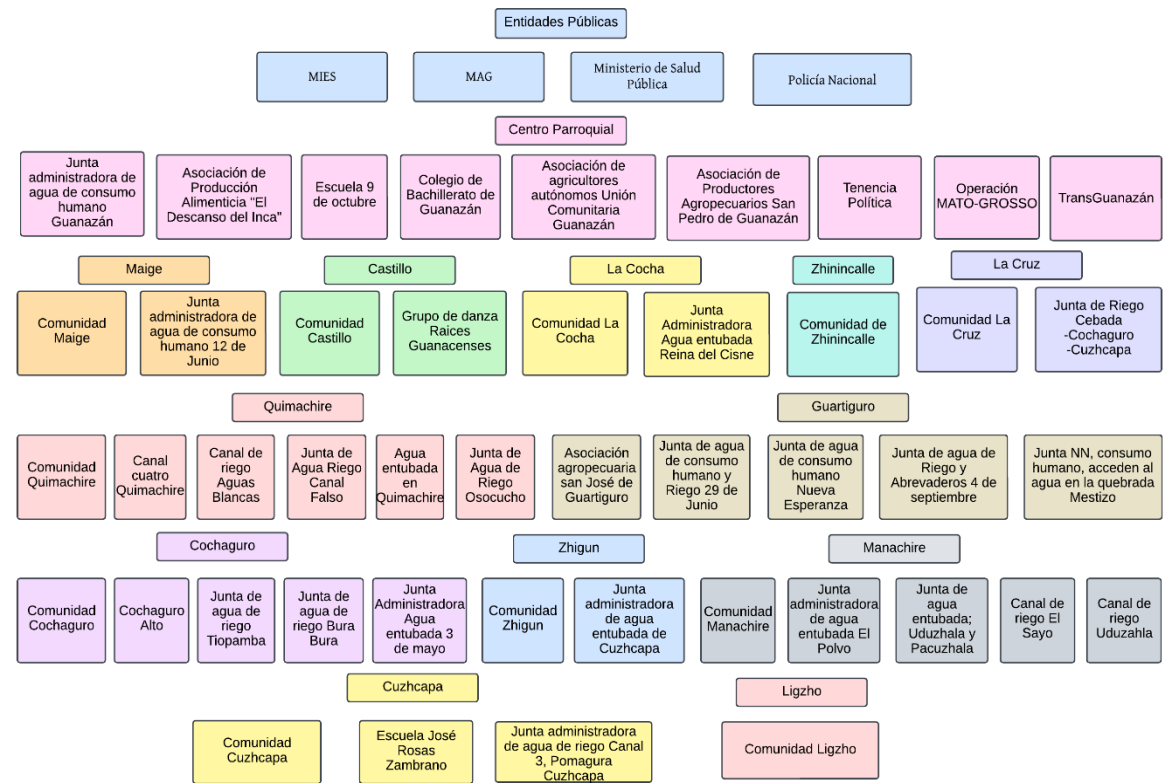 Entidades Públicas
MIES
MAG
Ministerio de Salud
Pública
Policía Nacional
Centro Parroquial
Junta
administradora de
agua de consumo
humano
Guanazán
Asociación de
Producción
Alimenticia "El
Descanso del Inca"
Escuela 9
de octubre
Colegio de
Bachillerato de
Guanazán
Asociación de
agricultores
autónomos Unión
Comunitaria
Guanazán
Asociación de
Productores
Agropecuarios San
Pedro de Guanazán
Tenencia
Política
Operación
MATO-GROSSO
TransGuanazán
Maige
Castillo
La Cocha
Zhinincalle
La Cruz
Comunidad
Maige
Junta
administradora de
agua de consumo
humano 12 de
Junio
Comunidad
Castillo
Grupo de danza
Raices
Guanacenses
Comunidad La
Cocha
Junta
Administradora
Agua entubada
Reina del Cisne
Comunidad de
Zhinincalle
Comunidad La
Cruz
Junta de Riego
Cebada
-Cochaguro
-Cuzhcapa
Quimachire
Guartiguro
Comunidad
Quimachire
Canal
cuatro
Quimachire
Canal de
riego
Aguas
Blancas
Junta de
Agua Riego
Canal
Falso
Agua
entubada
en
Quimachire
Junta de
Agua de
Riego
Osocucho
Asociación
agropecuaria
san José de
Guartiguro
Junta de agua
de consumo
humano y
Riego 29 de
Junio
Junta de agua
de consumo
humano
Nueva
Esperanza
Junta de agua de
Riego y
Abrevaderos 4 de
septiembre
Junta NN, consumo
humano, acceden al
agua en la quebrada
Mestizo
Cochaguro
Zhigun
Manachire
Comunidad
Cochaguro
Cochaguro
Alto
Junta de
agua de
riego
Tiopamba
Junta de
agua de
riego Bura
Bura
Junta
Administradora
Agua
entubada 3
de mayo
Comunidad
Zhigun
Junta
administradora de
agua entubada de
Cuzhcapa
Comunidad
Manachire
Junta
administradora
de agua
entubada El
Polvo
Junta de
agua
entubada;
Uduzhala y
Pacuzhala
Canal de
riego El
Sayo
Canal de
riego
Uduzahla
Cuzhcapa
Ligzho
Comunidad
Cuzhcapa
Escuela José
Rosas
Zambrano
Junta administradora
de agua de riego Canal
3, Pomagura
Cuzhcapa
Comunidad Ligzho